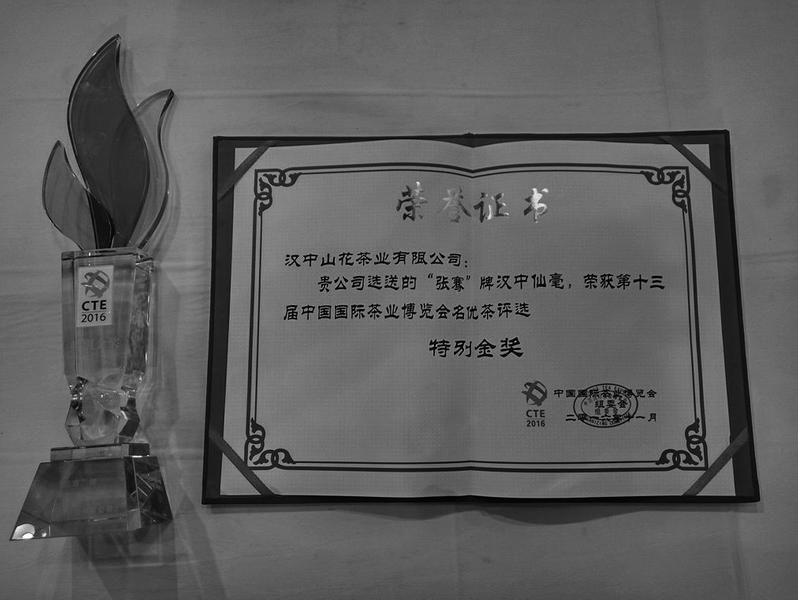 CTE
2016
荣誉证书
汉中山花茶业有限公司：
贵公司选送的“张骞”牌汉中仙毫，荣获第十三
届中国国际茶业博览会名优茶评选
特别金奖
CTE
2016
中国国际茶业博览会
组委会
二〇一六年十一月